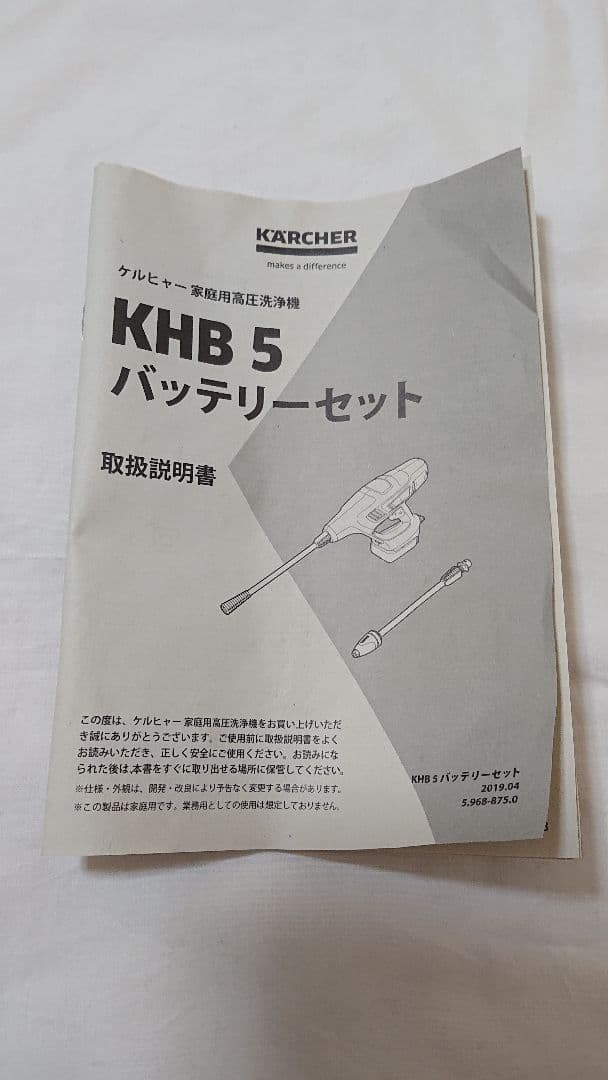 KÄRCHER
makes a difference
ケルヒャー 家庭用高圧洗浄機
KHB 5
バッテリーセット
取扱説明書
この度は、ケルヒャー 家庭用高圧洗浄機をお買い上げいただ
き誠にありがとうございます。ご使用前に取扱説明書をよく
お読みいただき、正しく安全にご使用ください。お読みにな
られた後は、本書をすぐに取り出せる場所に保管してください。
※仕様・外観は、開発・改良により予告なく変更する場合があります。
※この製品は家庭用です。業務用としての使用は想定しておりません。
KHB 5 バッテリーセット
2019.04
5.968-875.0
3